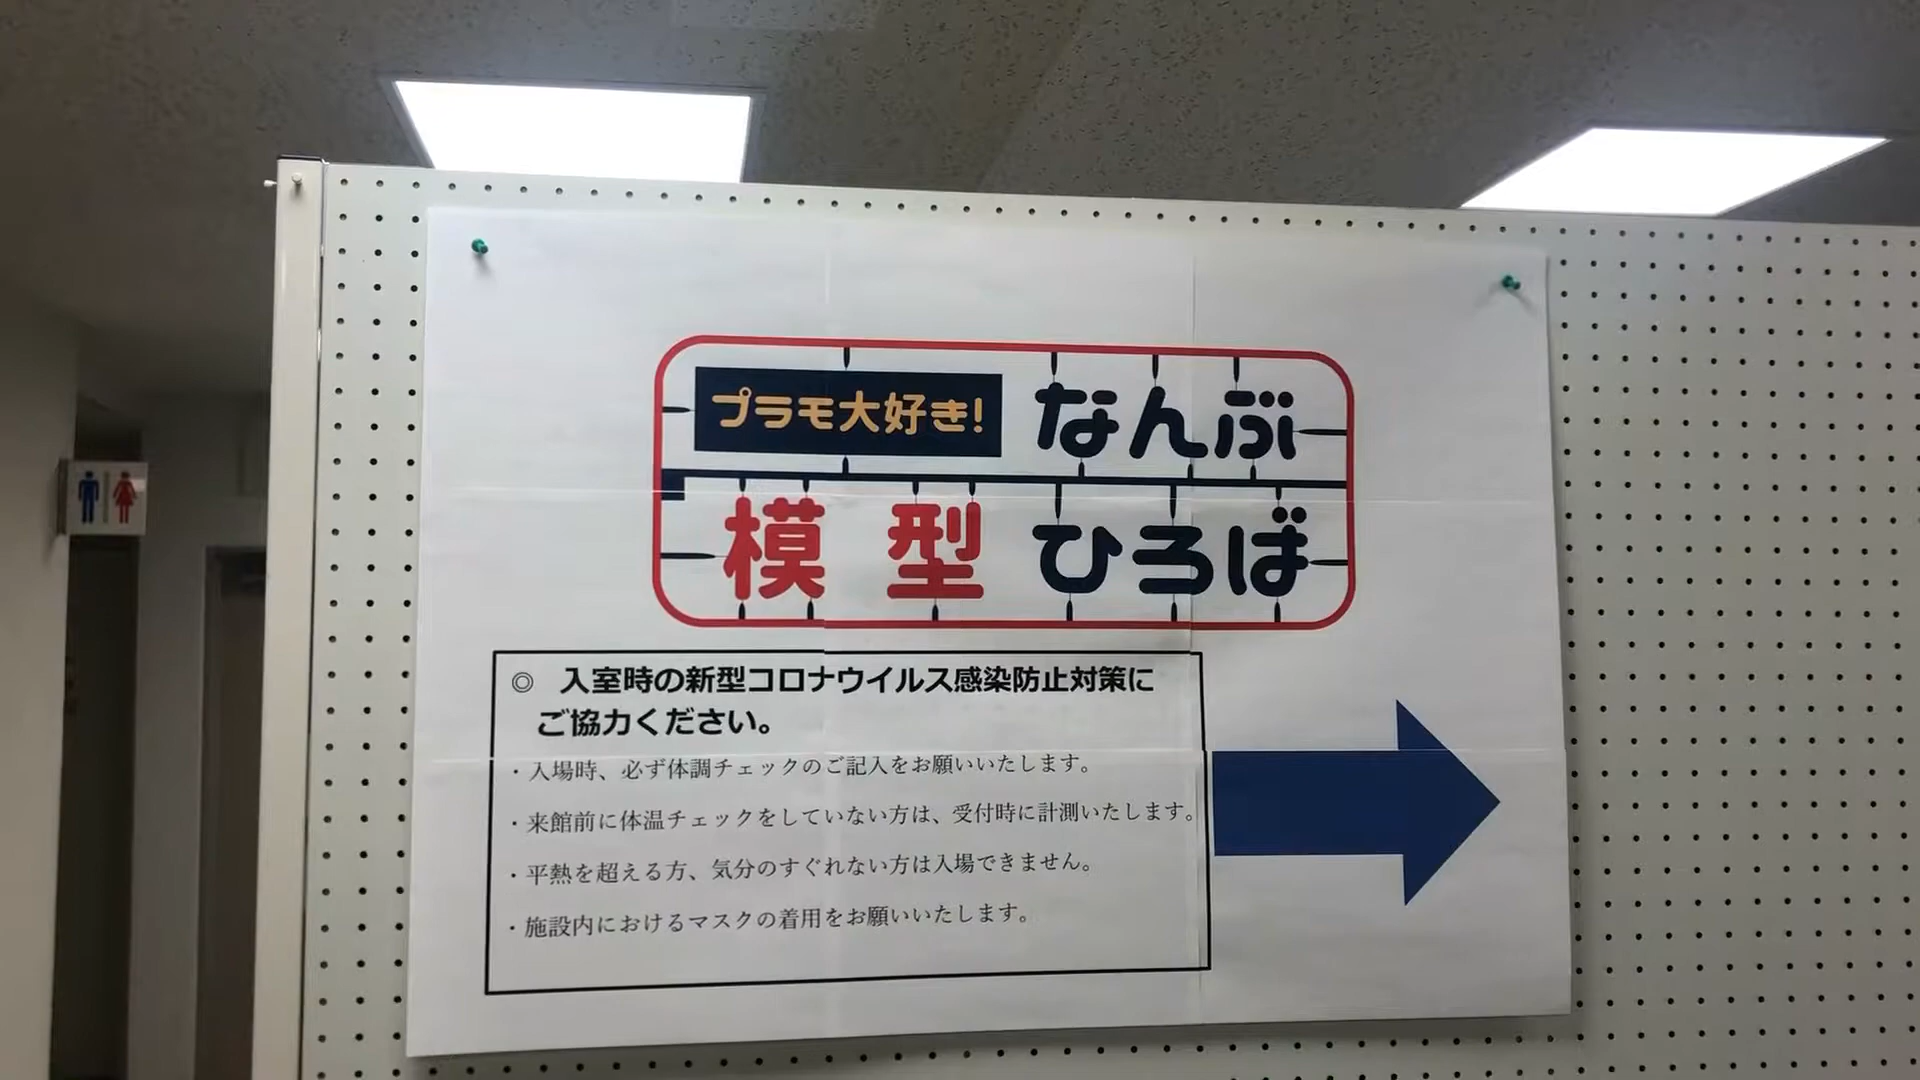 プラモ大好き!
なんぶ
模型ひろば
◎ 入室時の新型コロナウイルス感染防止対策に
ご協力ください。
・入場時、必ず体調チェックのご記入をお願いいたします。
・来館前に体温チェックをしていない方は、受付時に計測いたします。
・平熱を超える方、気分のすぐれない方は入場できません。
・施設内におけるマスクの着用をお願いいたします。